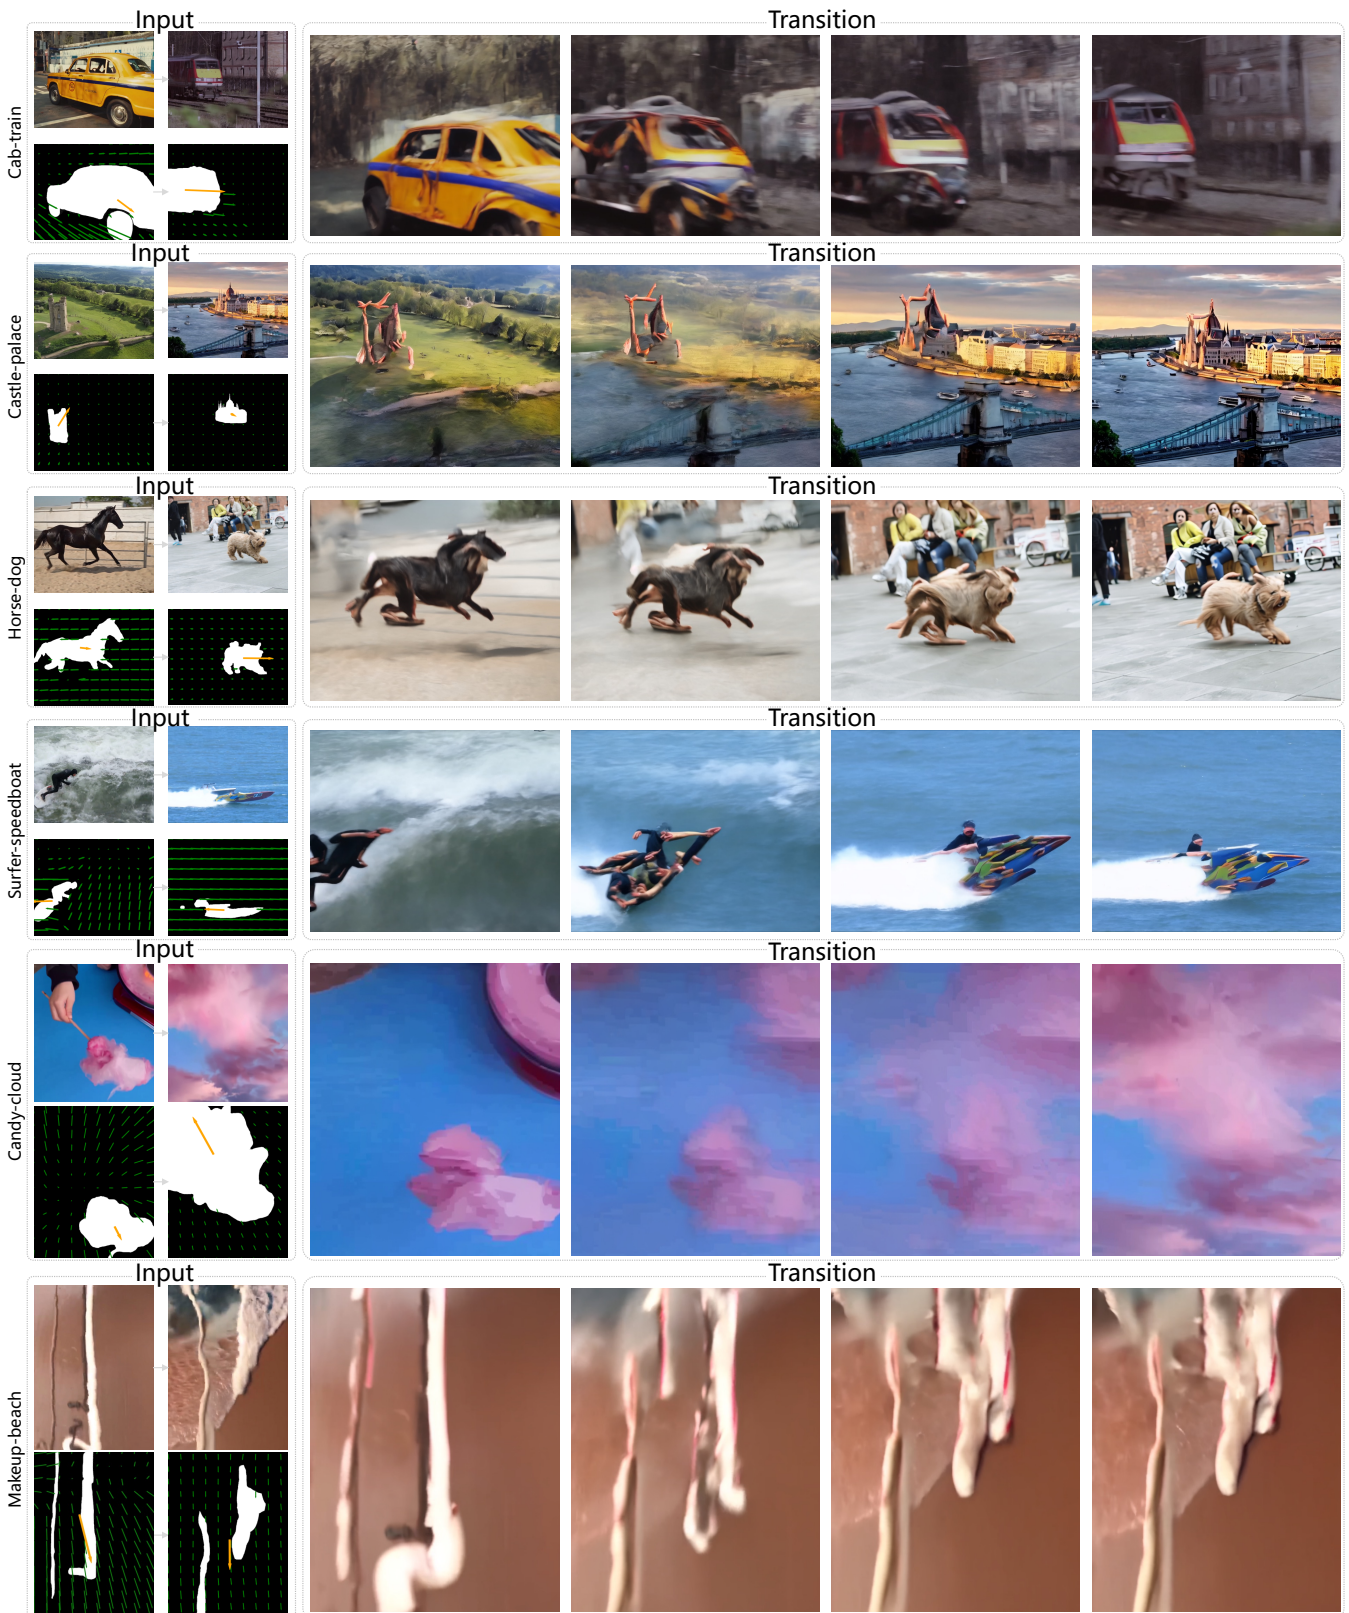 Input
Transition
Cab-train
Input
Transition
Castle-palace
Input
Transition
Horse-dog
Input
Transition
Surfer-speedboat
Input
Transition
Candy-cloud
Input
Transition
Makeup-beach